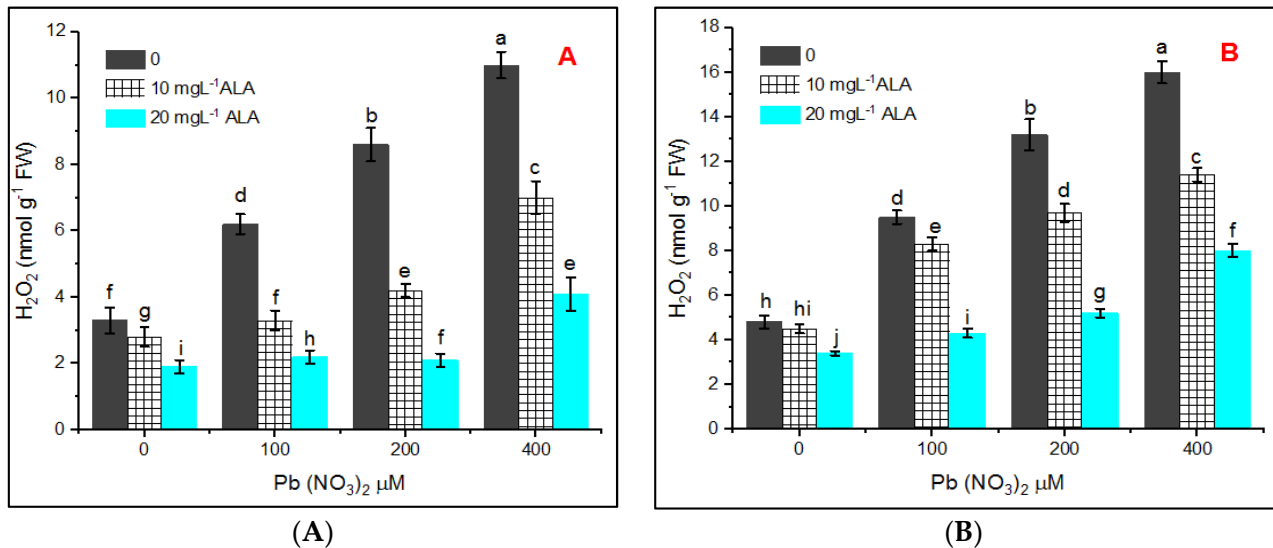 12
10
8
6
4
2
0
H₂O₂ (nmol g⁻¹ FW)
0
10 mgL⁻¹ALA
20 mgL⁻¹ ALA
A
f
g
i
d
f
h
b
e
f
a
c
e
0
100
200
400
Pb (NO₃)₂ μM
(A)
18
16
14
12
10
8
6
4
2
0
H₂O₂ (nmol g⁻¹ FW)
0
10 mgL⁻¹ALA
20 mgL⁻¹ ALA
B
h
hi
j
d
e
i
b
d
g
a
c
f
0
100
200
400
Pb (NO₃)₂ μM
(B)